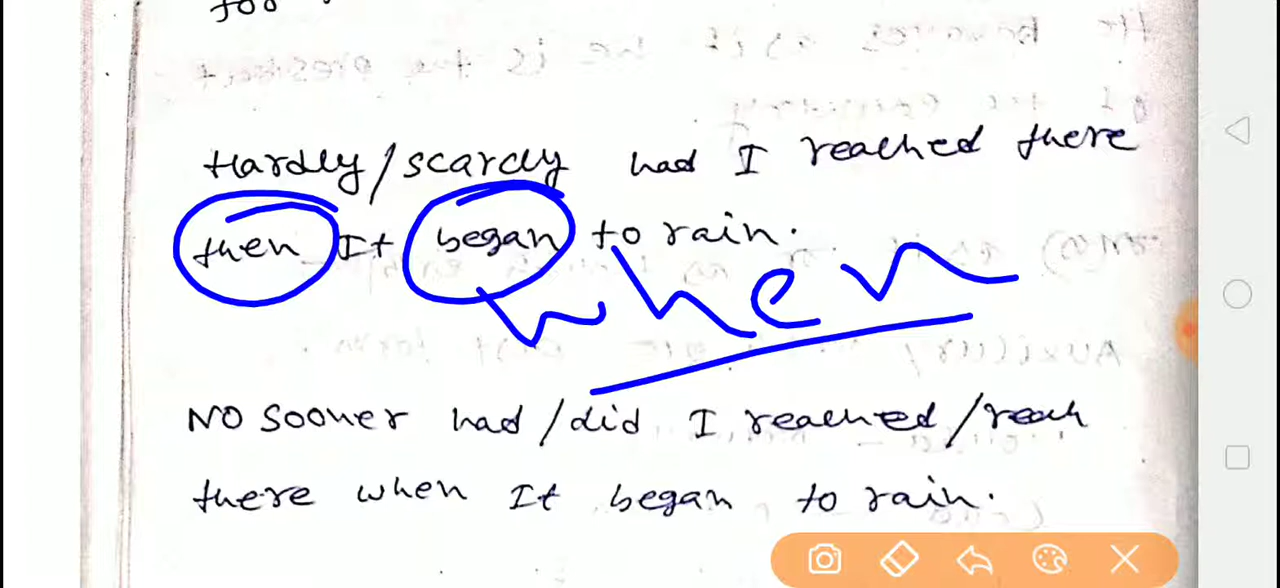 Hardly/scarcly had I reached there
then It began to rain.
when
No sooner had/did I reached/reach
there when It began to rain.